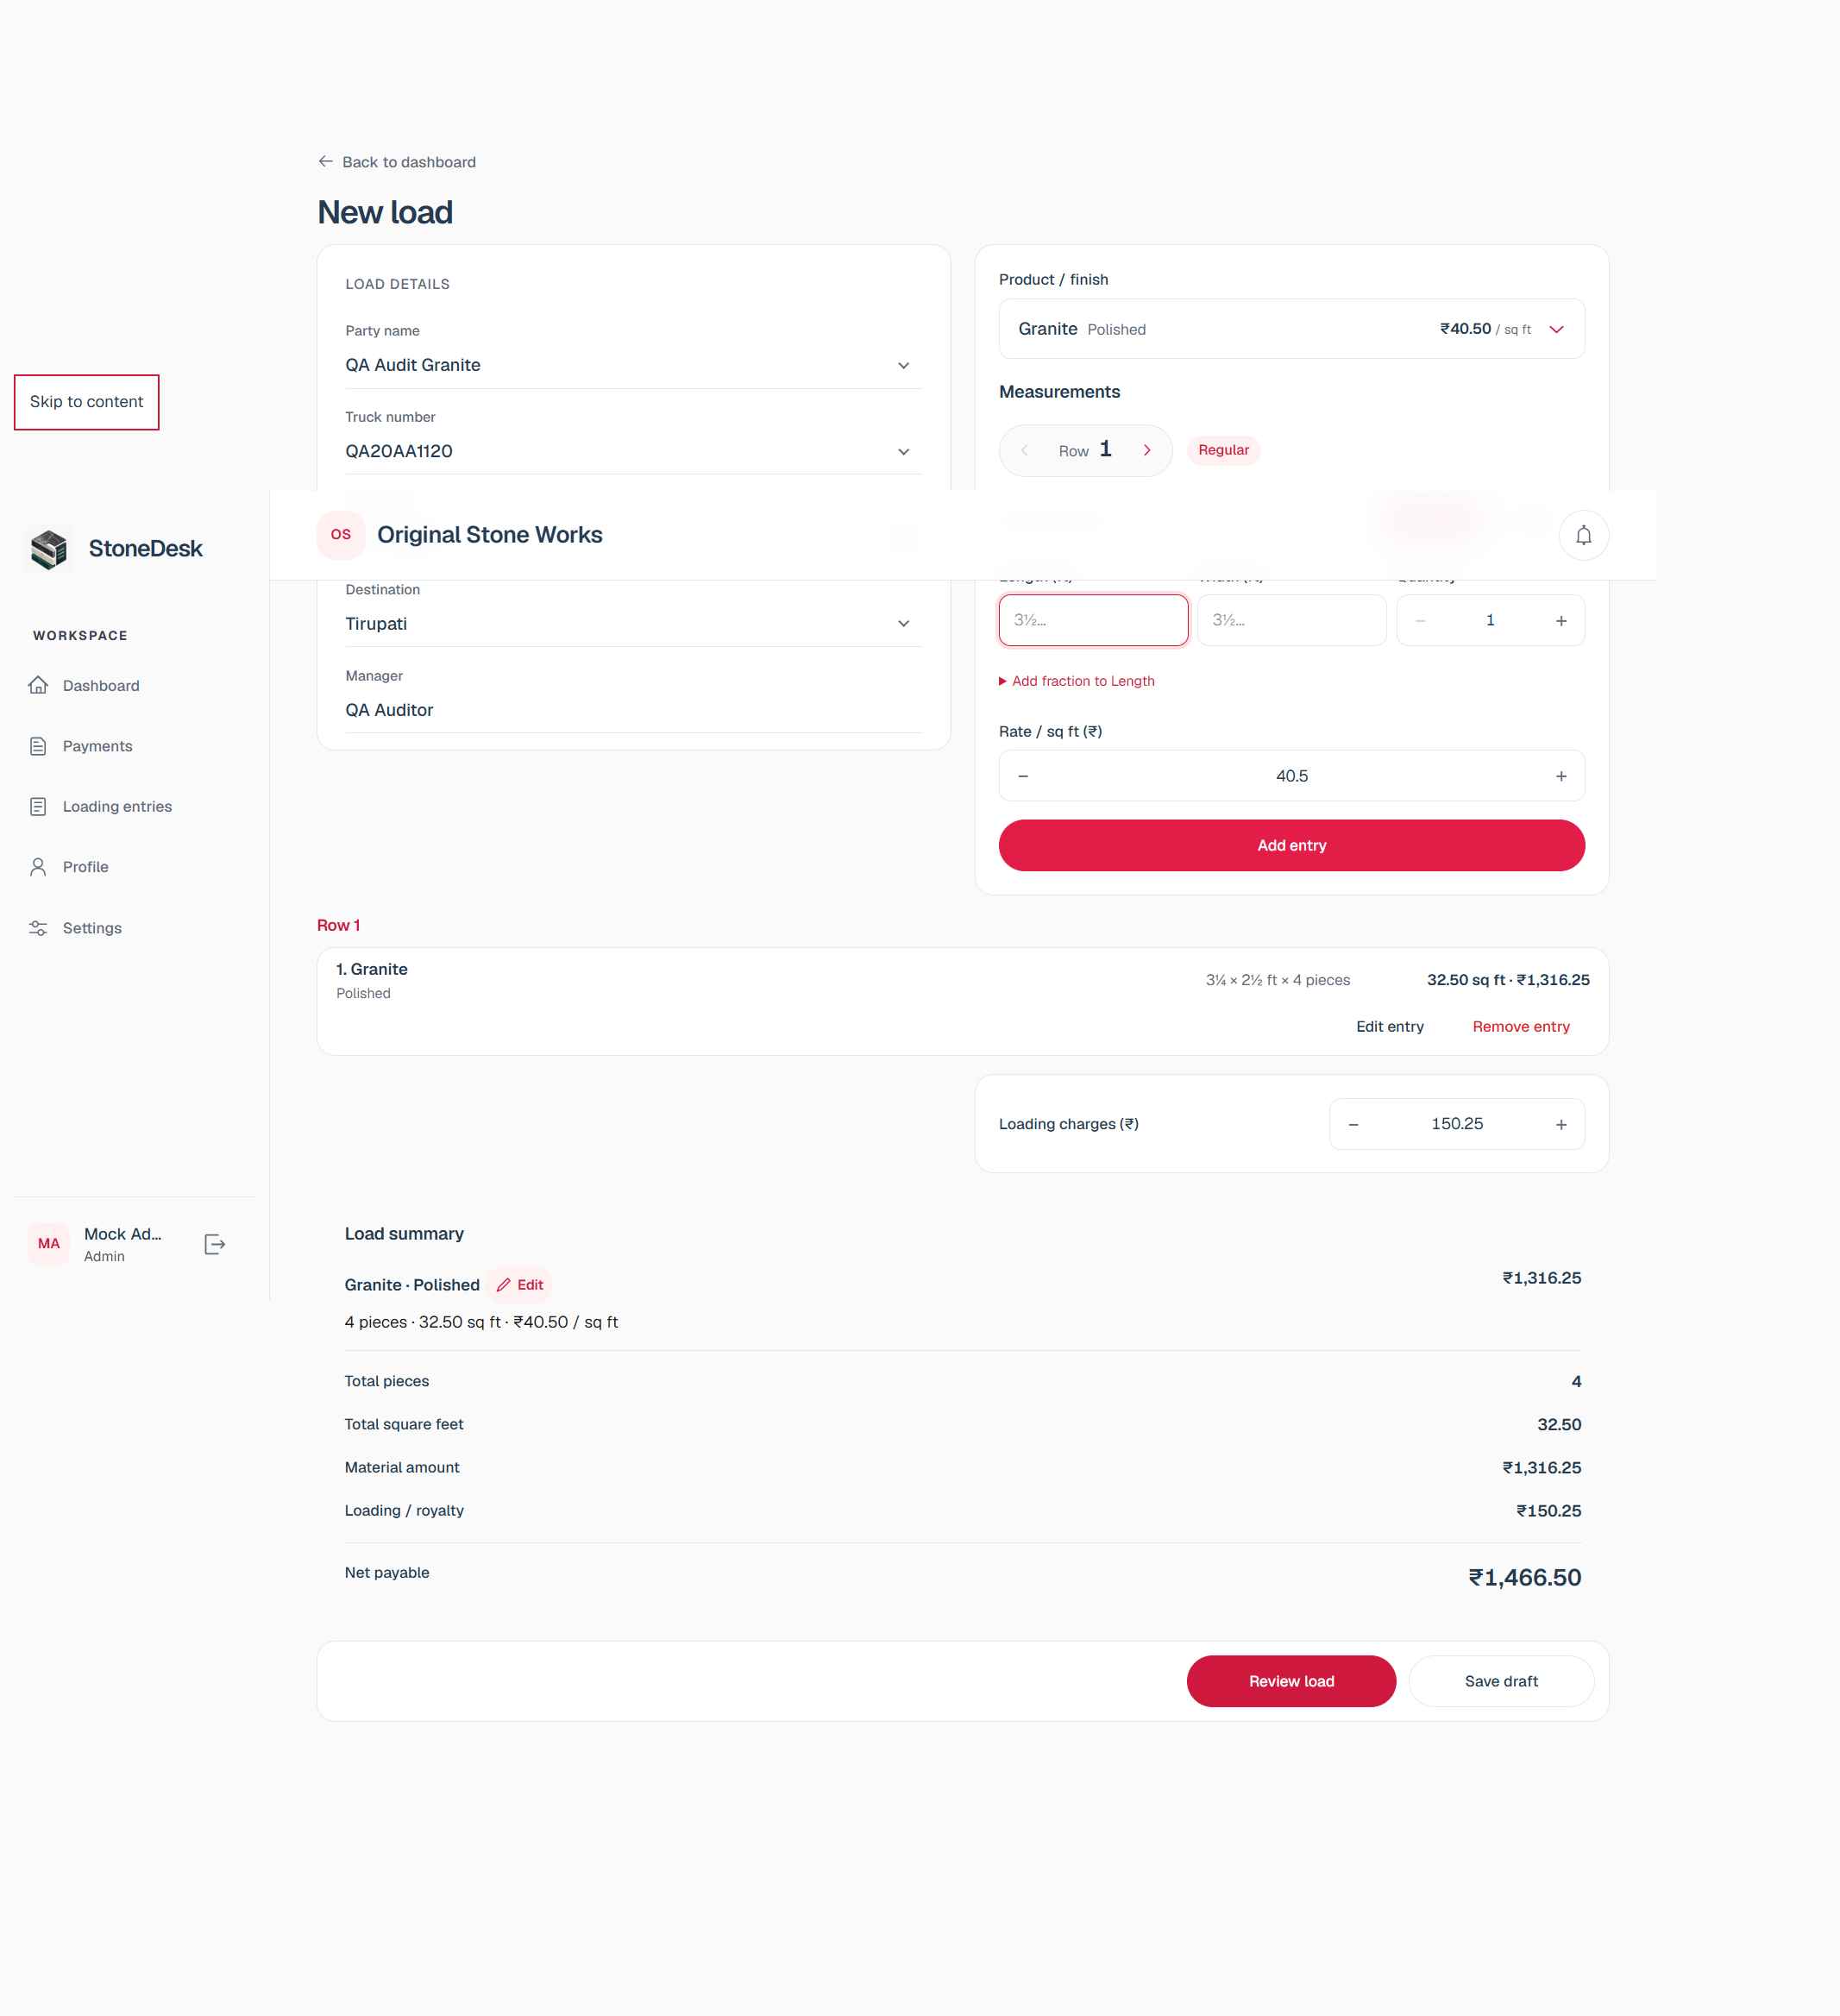 Back to dashboard
New load
LOAD DETAILS
Party name
QA Audit Granite
Truck number
QA20AA1120
Product / finish
Granite Polished ₹40.50 / sq ft
Measurements
Row 1 Regular
Skip to content
StoneDesk
WORKSPACE
Dashboard
Payments
Loading entries
Profile
Settings
MA
Mock Ad...
Admin
OS Original Stone Works
Destination
Tirupati
Manager
QA Auditor
3½... 3½... − 1 +
Add fraction to Length
Rate / sq ft (₹)
− 40.5 +
Add entry
Row 1
1. Granite
Polished
3¼ × 2½ ft × 4 pieces 32.50 sq ft · ₹1,316.25
Edit entry Remove entry
Loading charges (₹) − 150.25 +
Load summary
Granite · Polished Edit ₹1,316.25
4 pieces · 32.50 sq ft · ₹40.50 / sq ft
Total pieces 4
Total square feet 32.50
Material amount ₹1,316.25
Loading / royalty ₹150.25
Net payable ₹1,466.50
Review load Save draft